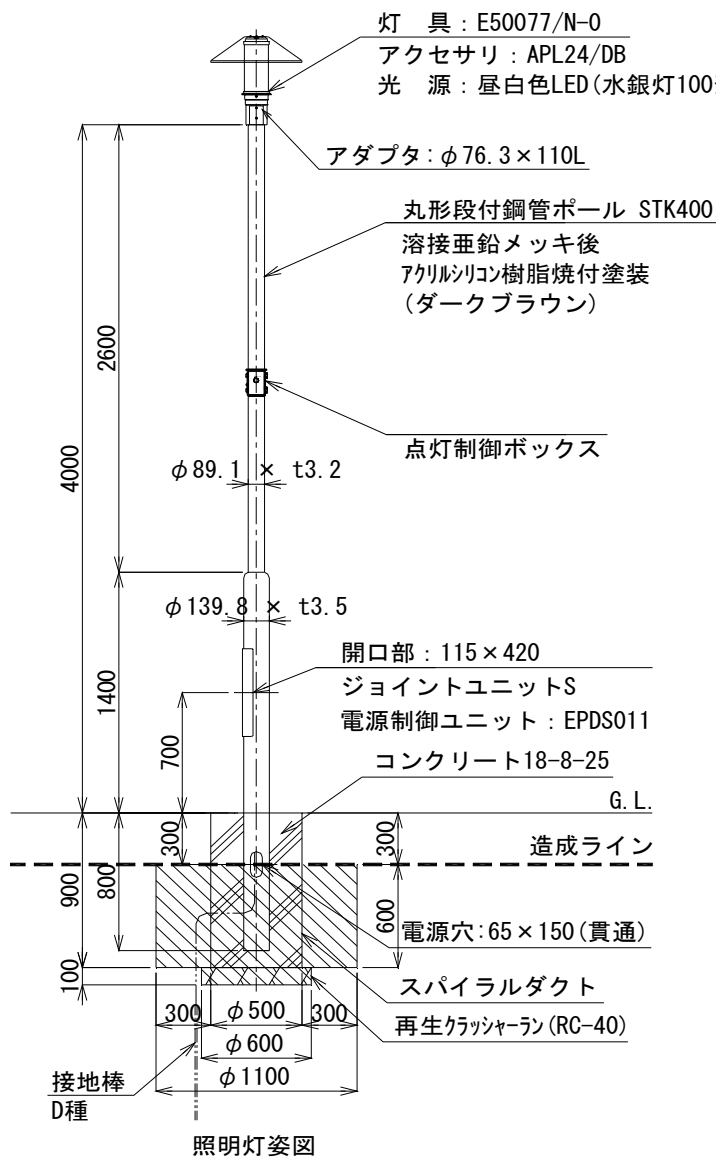 灯　具：E50077/N-0
アクセサリ：APL24/DB
光　源：昼白色LED(水銀灯100
アダプタ：φ76.3×110L
丸形段付鋼管ポール STK400
溶接亜鉛メッキ後
アクリルシリコン樹脂焼付塗装
(ダークブラウン)
2600
4000
点灯制御ボックス
φ89.1 × t3.2
φ139.8 × t3.5
開口部：115×420
ジョイントユニットS
電源制御ユニット：EPDS011
1400
700
コンクリート18-8-25
G.L.
300
300
造成ライン
900
800
600
電源穴：65×150(貫通)
100
スパイラルダクト
300
φ500
300
再生クラッシャーラン(RC-40)
φ600
φ1100
接地棒
D種
照明灯姿図